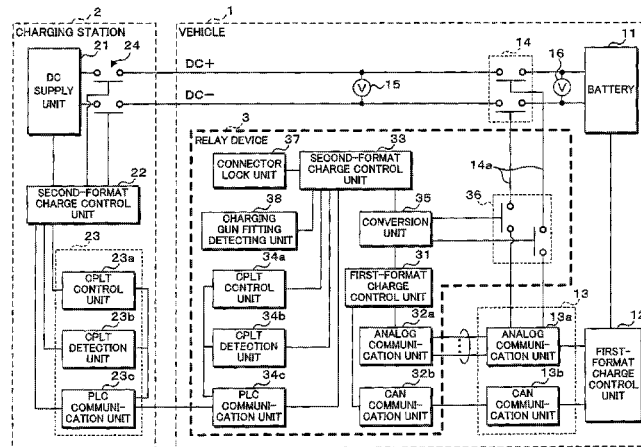 2
CHARGING STATION
21
24
DC SUPPLY UNIT
22
SECOND-FORMAT CHARGE CONTROL UNIT
23
23a
CPLT CONTROL UNIT
23b
CPLT DETECTION UNIT
23c
PLC COMMUNI-CATION UNIT
1
VEHICLE
DC+
DC−
V
15
14
16
V
11
BATTERY
3
RELAY DEVICE
37
CONNECTOR LOCK UNIT
33
SECOND-FORMAT CHARGE CONTROL UNIT
38
CHARGING GUN FITTING DETECTING UNIT
35
CONVERSION UNIT
14a
36
34a
CPLT CONTROL UNIT
31
FIRST-FORMAT CHARGE CONTROL UNIT
34b
CPLT DETECTION UNIT
32a
ANALOG COMMUNI-CATION UNIT
34c
PLC COMMUNI-CATION UNIT
32b
CAN COMMUNI-CATION UNIT
13
13a
ANALOG COMMUNI-CATION UNIT
13b
CAN COMMUNI-CATION UNIT
12
FIRST-FORMAT CHARGE CONTROL UNIT